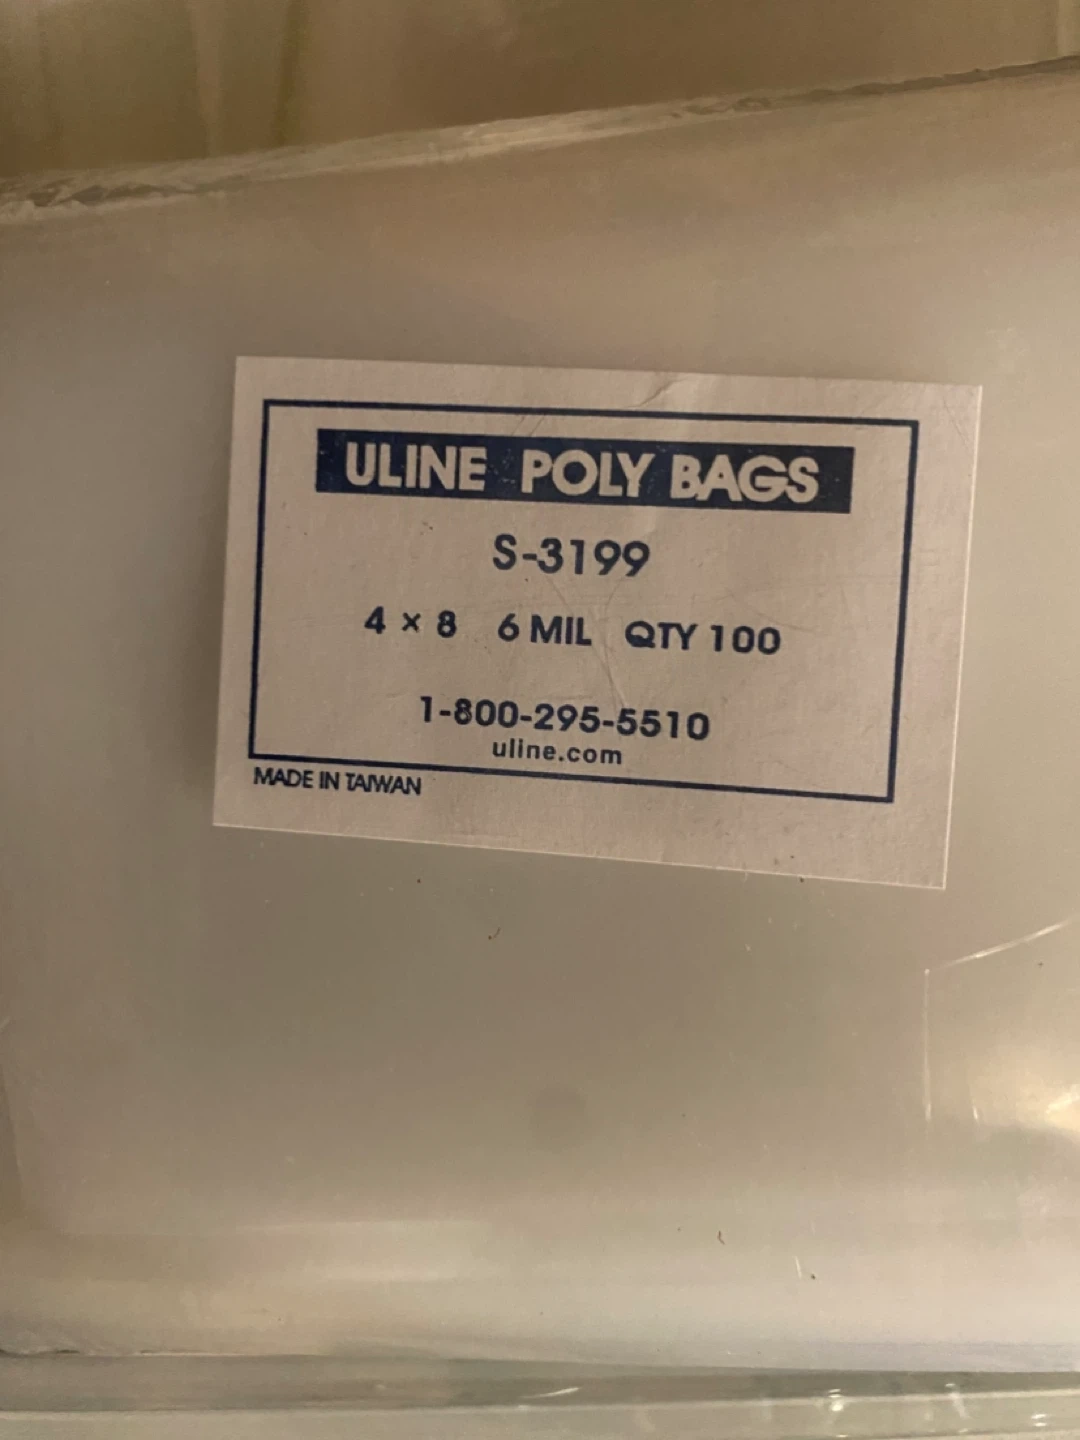 ULINE POLY BAGS
S-3199
4 × 8 6 MIL QTY 100
1-800-295-5510
uline.com
MADE IN TAIWAN